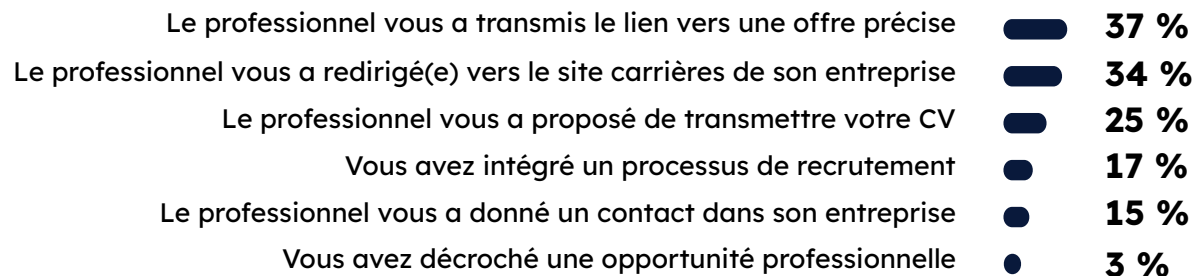 Le professionnel vous a transmis le lien vers une offre précise 37 %
Le professionnel vous a redirigé(e) vers le site carrières de son entreprise 34 %
Le professionnel vous a proposé de transmettre votre CV 25 %
Vous avez intégré un processus de recrutement 17 %
Le professionnel vous a donné un contact dans son entreprise 15 %
Vous avez décroché une opportunité professionnelle 3 %